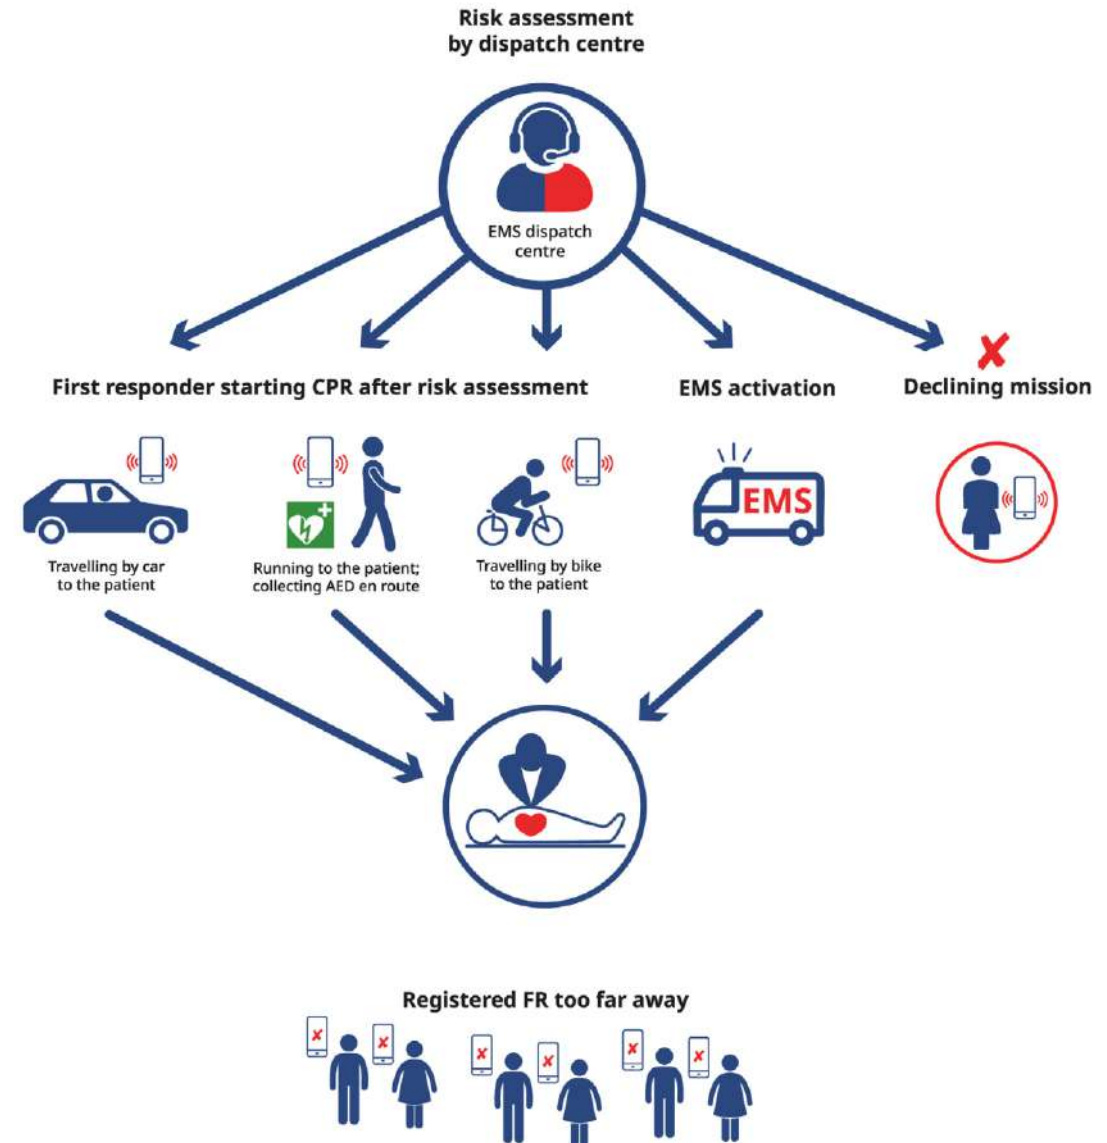 Risk assessment
by dispatch centre
EMS dispatch
centre
First responder starting CPR after risk assessment
EMS activation
Declining mission
EMS
Travelling by car
to the patient
Running to the patient;
collecting AED en route
Travelling by bike
to the patient
Registered FR too far away